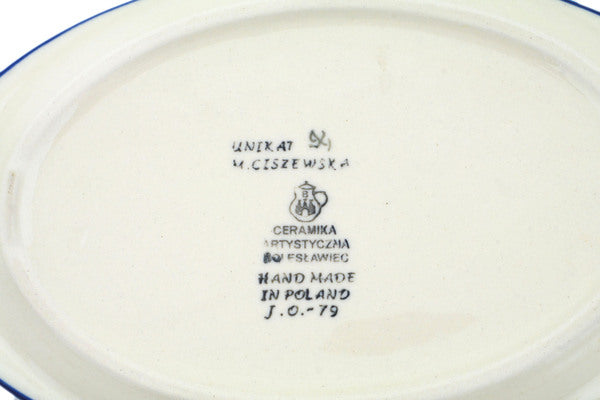 UNIKAT
M. CISZEWSKA
B
CERAMIKA
ARTYSTYCZNA
BOLESŁAWIEC
HAND MADE
IN POLAND
J.O.-79